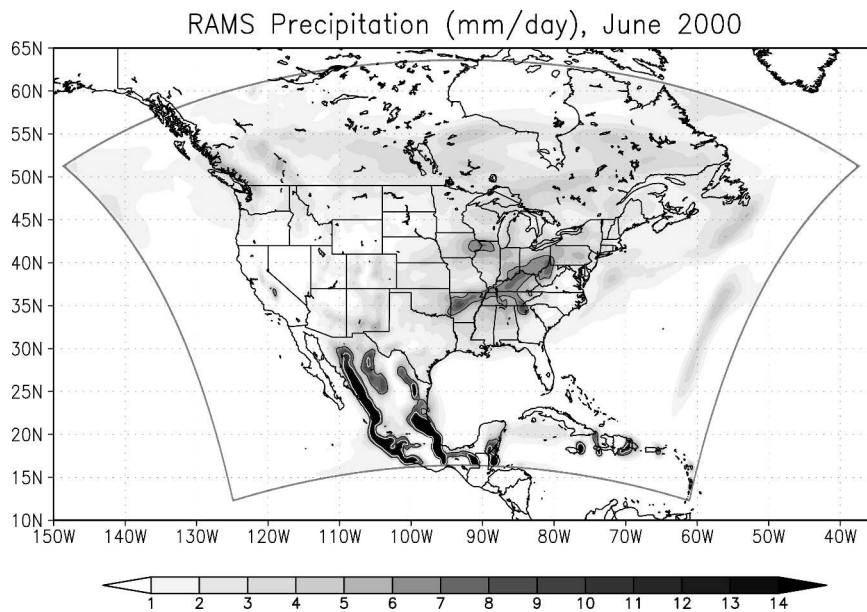 RAMS Precipitation (mm/day), June 2000
65N
60N
55N
50N
45N
40N
35N
30N
25N
20N
15N
10N
150W 140W 130W 120W 110W 100W 90W 80W 70W 60W 50W 40W
1 2 3 4 5 6 7 8 9 10 11 12 13 14